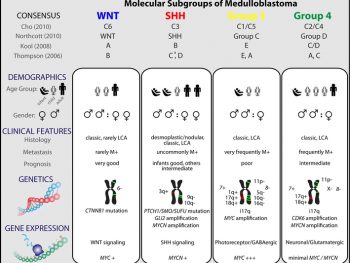 Molecular Subgroups of Medulloblastoma
CONSENSUS WNT SHH Group 3 Group 4
Cho (2010) C6 C3 C1/C5 C2/C4
Northcott (2010) WNT SHH Group C Group D
Kool (2008) A B E C/D
Thompson (2006) B C, D E, A A, C
DEMOGRAPHICS
Age Group:
Gender: ♀ ♂ ♂ : ♀ ♂ : ♀ ♂ : ♀
CLINICAL FEATURES
Histology classic, rarely LCA desmoplastic/nodular, classic, LCA classic, LCA classic, LCA
Metastasis rarely M+ uncommonly M+ very frequently M+ frequently M+
Prognosis very good infants good, others intermediate poor intermediate
GENETICS
6- 3q+ 9q- 10q- 1q+ 7+ 17q+ 18q+ 5q- 10q- 7+ 17q+ 18q+ 11p- X- 8-
CTNNB1 mutation PTCH1/SMO/SUFU mutation i17q i17q
GLI2 amplification MYC amplification CDK6 amplification
MYCN amplification MYCN amplification
GENE EXPRESSION
WNT signaling SHH signaling Photoreceptor/GABAergic Neuronal/Glutamatergic
MYC + MYCN + MYC +++ minimal MYC / MYCN